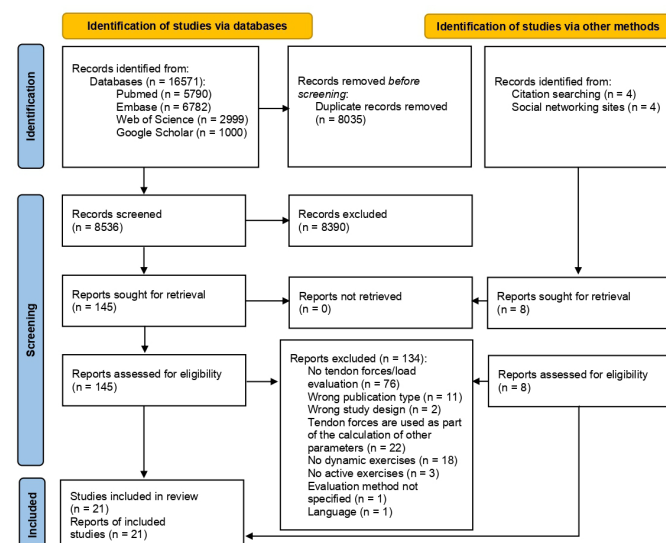 Identification of studies via databases
Identification of studies via other methods
Identification
Records identified from:
Databases (n = 16571):
Pubmed (n = 5790)
Embase (n = 6782)
Web of Science (n = 2999)
Google Scholar (n = 1000)
Records removed before
screening:
Duplicate records removed
(n = 8035)
Records identified from:
Citation searching (n = 4)
Social networking sites (n = 4)
Screening
Records screened
(n = 8536)
Records excluded
(n = 8390)
Reports sought for retrieval
(n = 145)
Reports not retrieved
(n = 0)
Reports sought for retrieval
(n = 8)
Reports assessed for eligibility
(n = 145)
Reports excluded (n = 134):
No tendon forces/load
evaluation (n = 76)
Wrong publication type (n = 11)
Wrong study design (n = 2)
Tendon forces are used as part
of the calculation of other
parameters (n = 22)
No dynamic exercises (n = 18)
No active exercises (n = 3)
Evaluation method not
specified (n = 1)
Language (n = 1)
Reports assessed for eligibility
(n = 8)
Included
Studies included in review
(n = 21)
Reports of included
studies (n = 21)